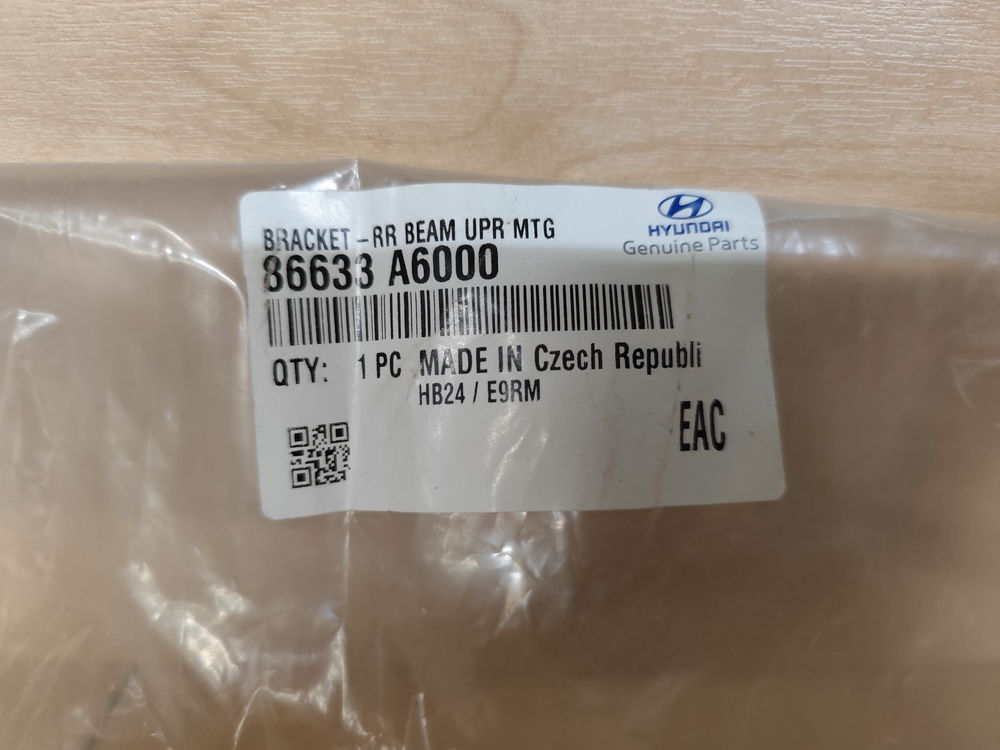 BRACKET-RR BEAM UPR MTG
86633 A6000
HYUNDAI
Genuine Parts
QTY: 1 PC MADE IN Czech Republi
HB24 / E9RM
EAC